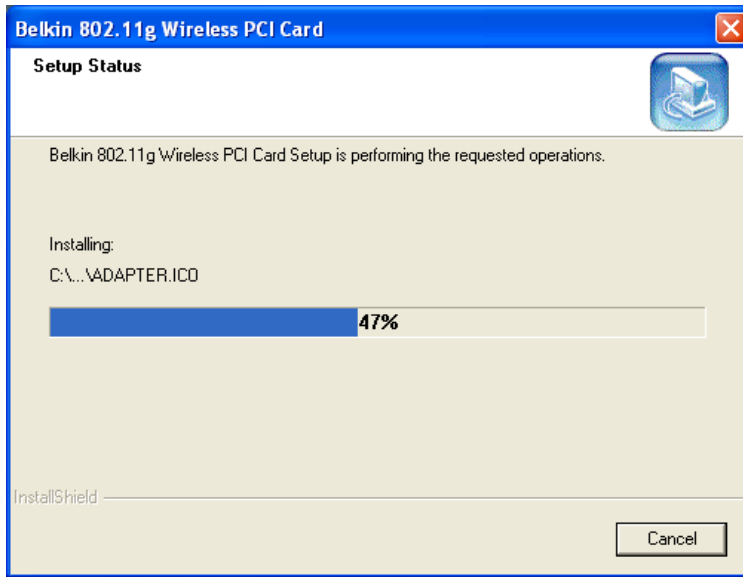 Belkin 802.11g Wireless PCI Card
Setup Status
Belkin 802.11g Wireless PCI Card Setup is performing the requested operations.
Installing:
C:\...\ADAPTER.ICO
47%
InstallShield
Cancel